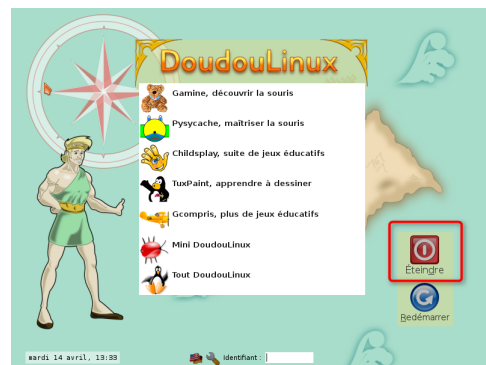 DoudouLinux
Gamine, découvrir la souris
Pysycache, maîtriser la souris
Childsplay, suite de jeux éducatifs
TuxPaint, apprendre à dessiner
Gcompris, plus de jeux éducatifs
Mini DoudouLinux
Tout DoudouLinux
Éteindre
Redémarrer
mardi 14 avril, 13:33
Identifiant :